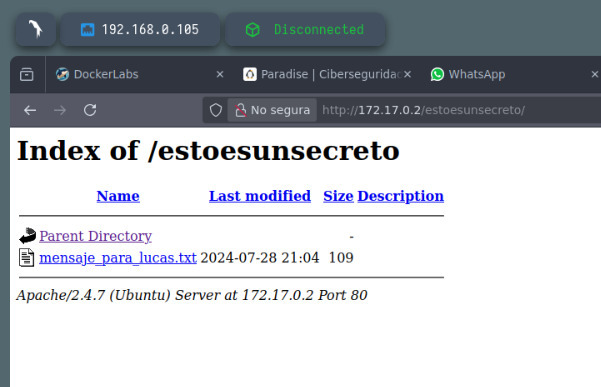 192.168.0.105 Disconnected
DockerLabs Paradise | Ciberseguridad WhatsApp
No segura http://172.17.0.2/estoesunsecreto/
Index of /estoesunsecreto
Name Last modified Size Description
Parent Directory -
mensaje_para_lucas.txt 2024-07-28 21:04 109
Apache/2.4.7 (Ubuntu) Server at 172.17.0.2 Port 80